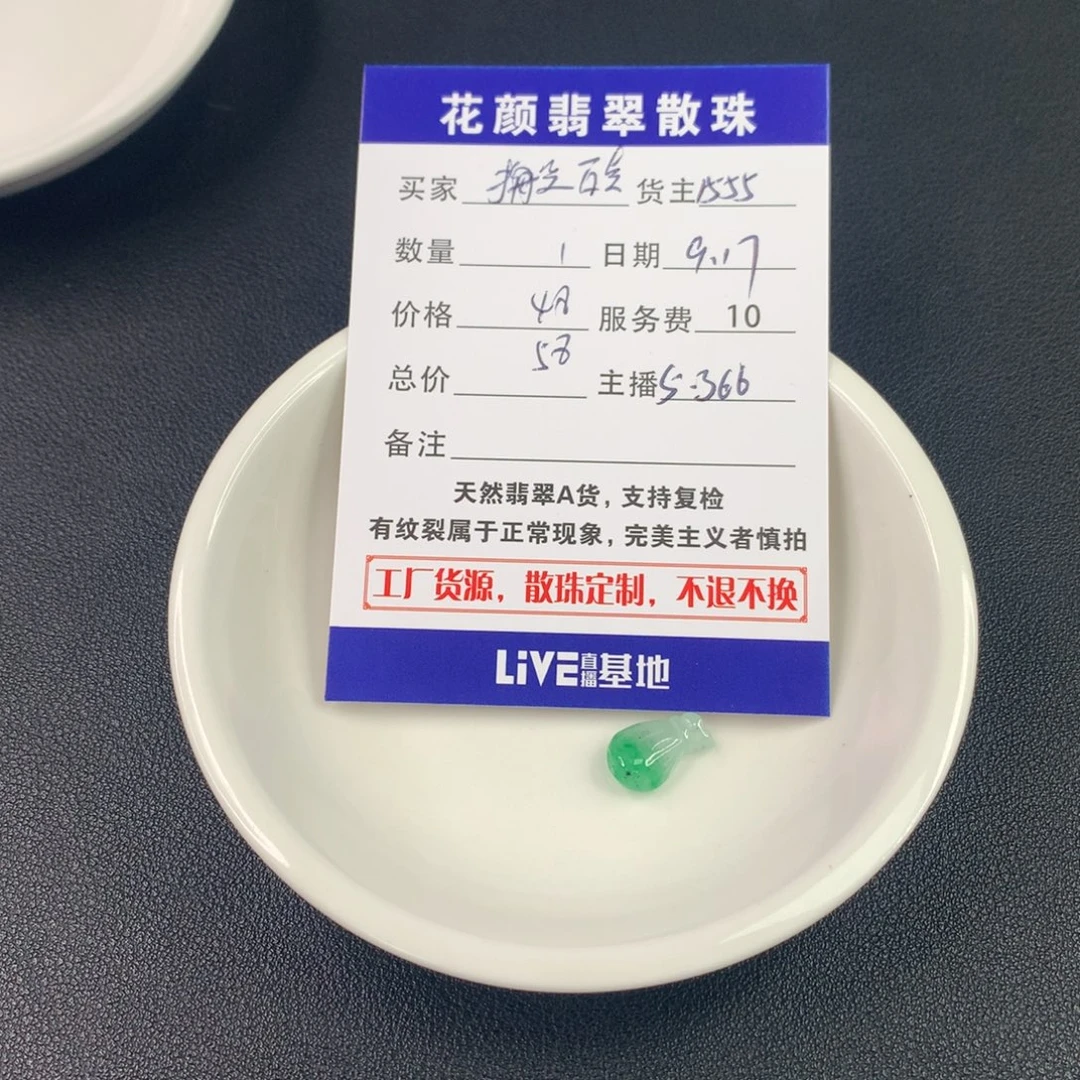 花颜翡翠散珠
买家 货主 1555
数量 1 日期 9.17
价格 48 服务费 10
总价 58 主播 S.366
备注
天然翡翠A货，支持复检
有纹裂属于正常现象，完美主义者慎拍
工厂货源，散珠定制，不退不换
LiVE直播基地